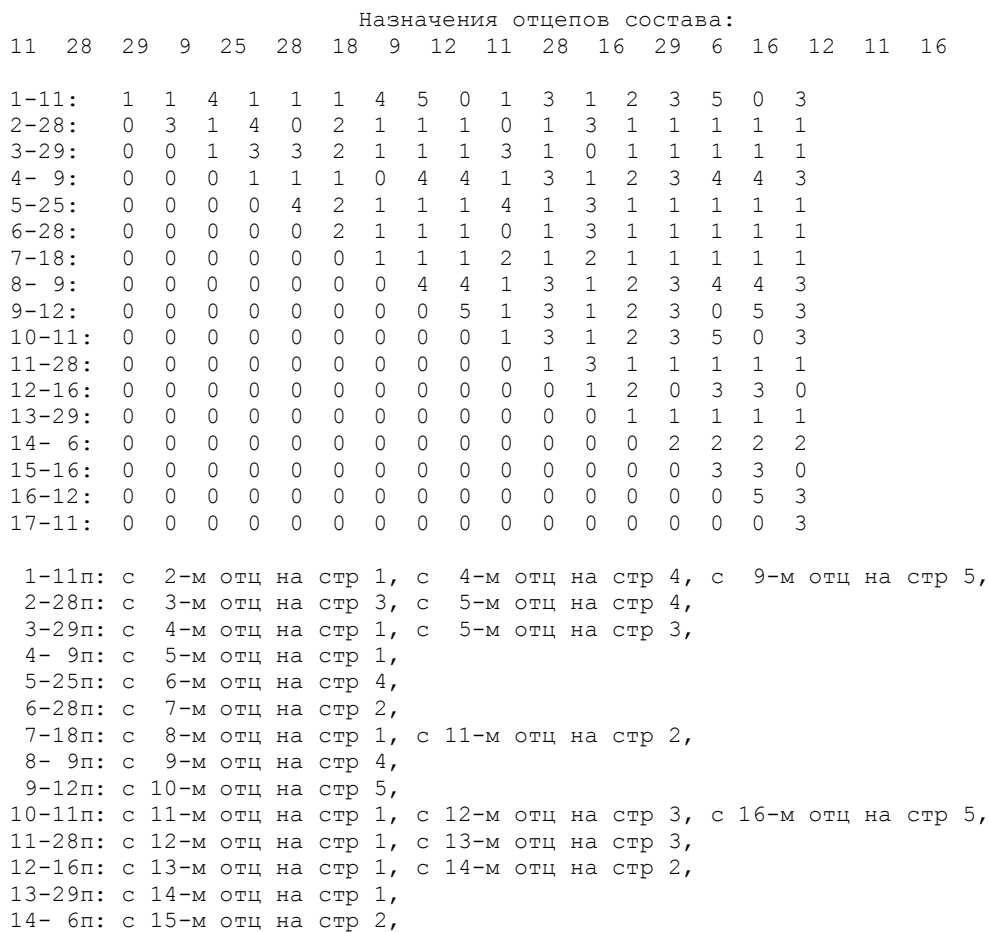 Назначения отцепов состава:
11 28 29 9 25 28 18 9 12 11 28 16 29 6 16 12 11 16
1-11: 1 1 4 1 1 1 4 5 0 1 3 1 2 3 5 0 3
2-28: 0 3 1 4 0 2 1 1 1 0 1 3 1 1 1 1 1
3-29: 0 0 1 3 3 2 1 1 1 3 1 0 1 1 1 1 1
4- 9: 0 0 0 1 1 1 0 4 4 1 3 1 2 3 4 4 3
5-25: 0 0 0 0 4 2 1 1 1 4 1 3 1 1 1 1 1
6-28: 0 0 0 0 0 2 1 1 1 0 1 3 1 1 1 1 1
7-18: 0 0 0 0 0 0 1 1 1 2 1 2 1 1 1 1 1
8- 9: 0 0 0 0 0 0 0 4 4 1 3 1 2 3 4 4 3
9-12: 0 0 0 0 0 0 0 0 5 1 3 1 2 3 0 5 3
10-11: 0 0 0 0 0 0 0 0 0 1 3 1 2 3 5 0 3
11-28: 0 0 0 0 0 0 0 0 0 0 1 3 1 1 1 1 1
12-16: 0 0 0 0 0 0 0 0 0 0 0 1 2 0 3 3 0
13-29: 0 0 0 0 0 0 0 0 0 0 0 0 1 1 1 1 1
14- 6: 0 0 0 0 0 0 0 0 0 0 0 0 0 2 2 2 2
15-16: 0 0 0 0 0 0 0 0 0 0 0 0 0 0 3 3 0
16-12: 0 0 0 0 0 0 0 0 0 0 0 0 0 0 0 5 3
17-11: 0 0 0 0 0 0 0 0 0 0 0 0 0 0 0 0 3
1-11п: с 2-м отц на стр 1, с 4-м отц на стр 4, с 9-м отц на стр 5,
2-28п: с 3-м отц на стр 3, с 5-м отц на стр 4,
3-29п: с 4-м отц на стр 1, с 5-м отц на стр 3,
4- 9п: с 5-м отц на стр 1,
5-25п: с 6-м отц на стр 4,
6-28п: с 7-м отц на стр 2,
7-18п: с 8-м отц на стр 1, с 11-м отц на стр 2,
8- 9п: с 9-м отц на стр 4,
9-12п: с 10-м отц на стр 5,
10-11п: с 11-м отц на стр 1, с 12-м отц на стр 3, с 16-м отц на стр 5,
11-28п: с 12-м отц на стр 1, с 13-м отц на стр 3,
12-16п: с 13-м отц на стр 1, с 14-м отц на стр 2,
13-29п: с 14-м отц на стр 1,
14- 6п: с 15-м отц на стр 2,